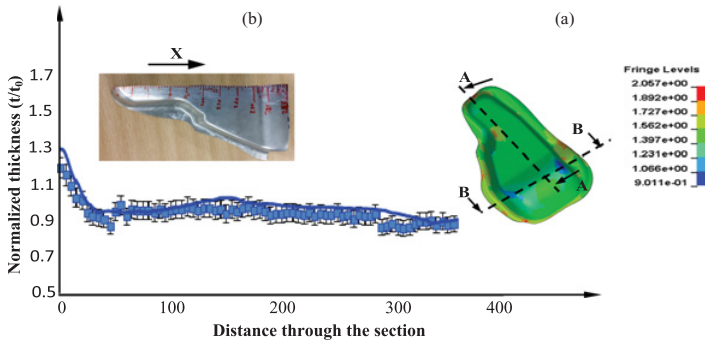 (b)
(a)
X
1.7
1.5
1.3
1.1
0.9
0.7
0.5
Normalized thickness (t/t₀)
0
100
200
300
400
Distance through the section
A
B
B
A
Fringe Levels
2.057e+00
1.892e+00
1.727e+00
1.562e+00
1.397e+00
1.231e+00
1.066e+00
9.011e-01